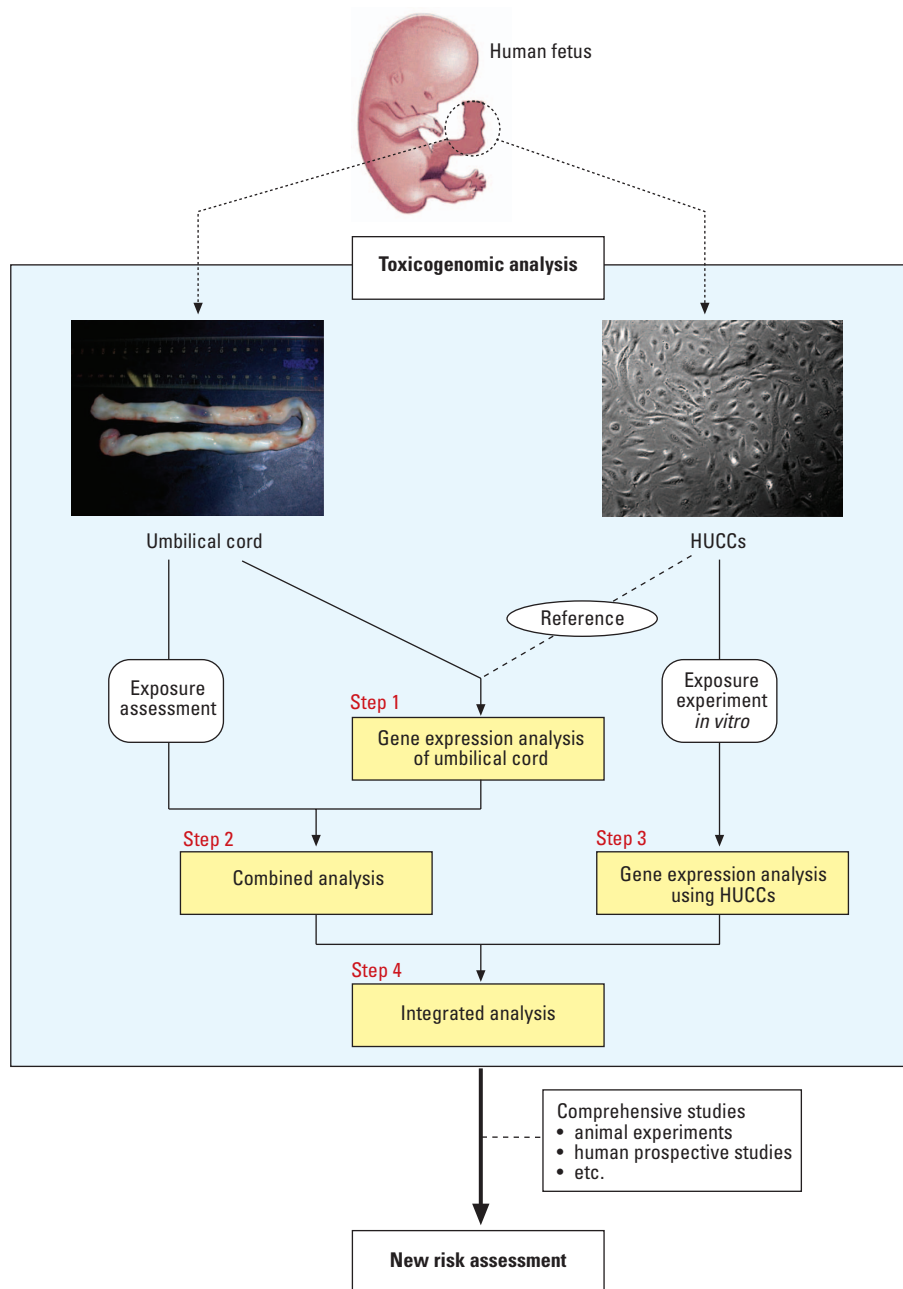 Human fetus
Toxicogenomic analysis
Umbilical cord
HUCCs
Reference
Exposure
assessment
Exposure
experiment
in vitro
Step 1
Gene expression analysis
of umbilical cord
Step 2
Combined analysis
Step 3
Gene expression analysis
using HUCCs
Step 4
Integrated analysis
Comprehensive studies
• animal experiments
• human prospective studies
• etc.
New risk assessment